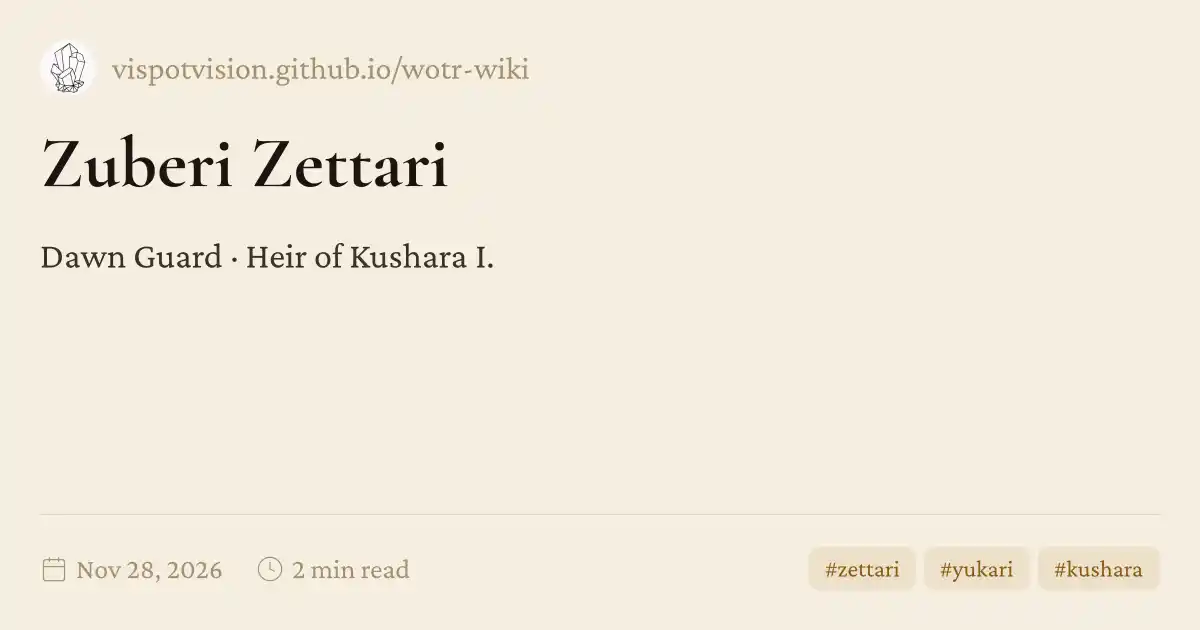 vispotvision.github.io/wotr-wiki
Zuberi Zettari
Dawn Guard · Heir of Kushara I.
Nov 28, 2026 2 min read #zettari #yukari #kushara